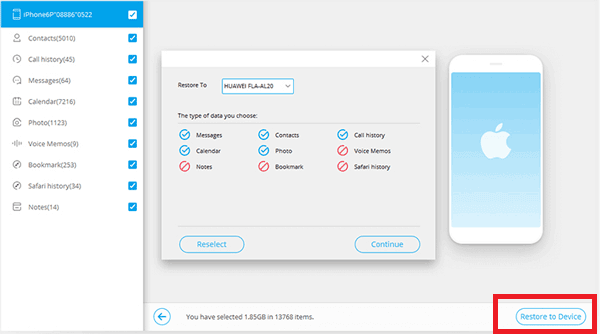 iPhone6P"08886"0522
Contacts(5010)
Call history(45)
Messages(64)
Calendar(7216)
Photo(1123)
Voice Memos(9)
Bookmark(253)
Safari history(34)
Notes(14)
Restore To
HUAWEI FLA-AL20
The type of data you choose:
Messages Contacts Call history
Calendar Photo Voice Memos
Notes Bookmark Safari history
Reselect Continue
You have selected 1.85GB in 13768 items.
Restore to Device